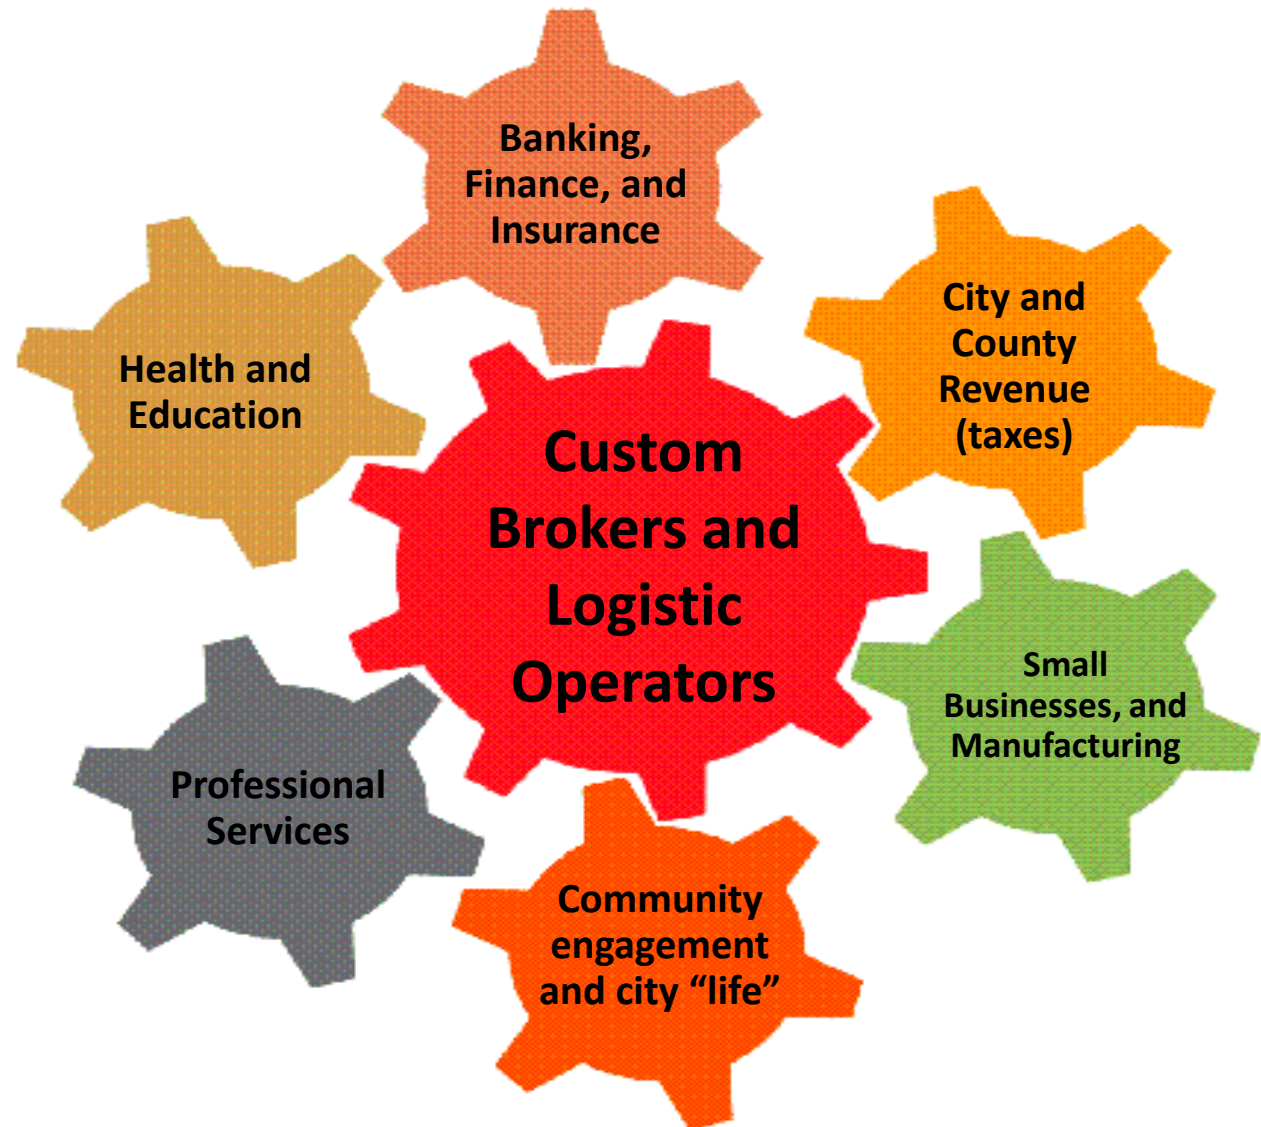 Banking,
Finance, and
Insurance
City and
County
Revenue
(taxes)
Health and
Education
Custom
Brokers and
Logistic
Operators
Small
Businesses, and
Manufacturing
Professional
Services
Community
engagement
and city “life”